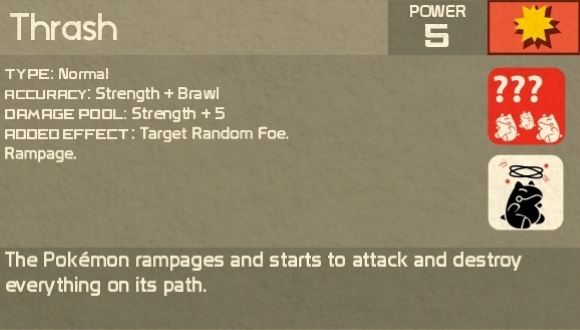 Thrash
POWER
5
TYPE: Normal
ACCURACY: Strength + Brawl
DAMAGE POOL: Strength + 5
ADDED EFFECT: Target Random Foe.
Rampage.
???
The Pokémon rampages and starts to attack and destroy
everything on its path.